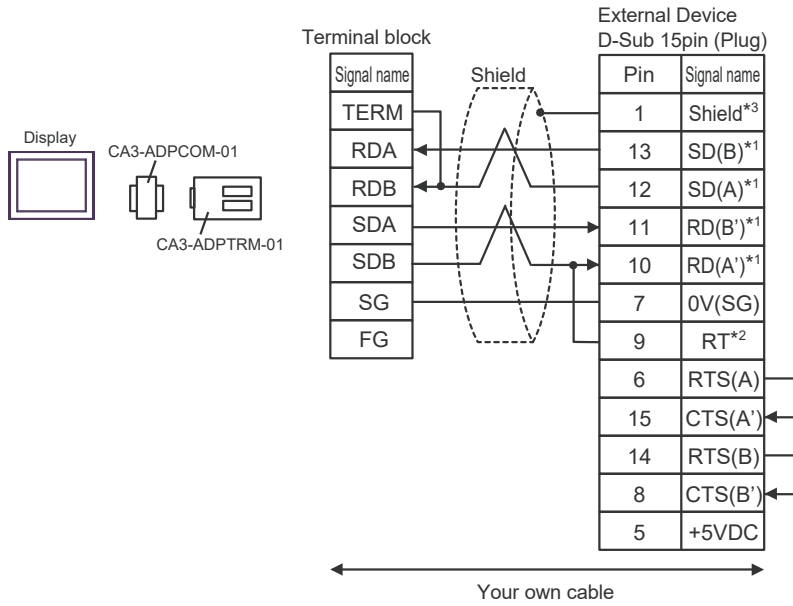 External Device
Terminal block
D-Sub 15pin (Plug)
Signal name
Shield
Pin
Signal name
TERM
1
Shield*3
Display
CA3-ADPCOM-01
RDA
13
SD(B)*1
RDB
12
SD(A)*1
CA3-ADPTRM-01
SDA
11
RD(B')*1
SDB
10
RD(A')*1
SG
7
0V(SG)
FG
9
RT*2
6
RTS(A)
15
CTS(A')
14
RTS(B)
8
CTS(B')
5
+5VDC
Your own cable